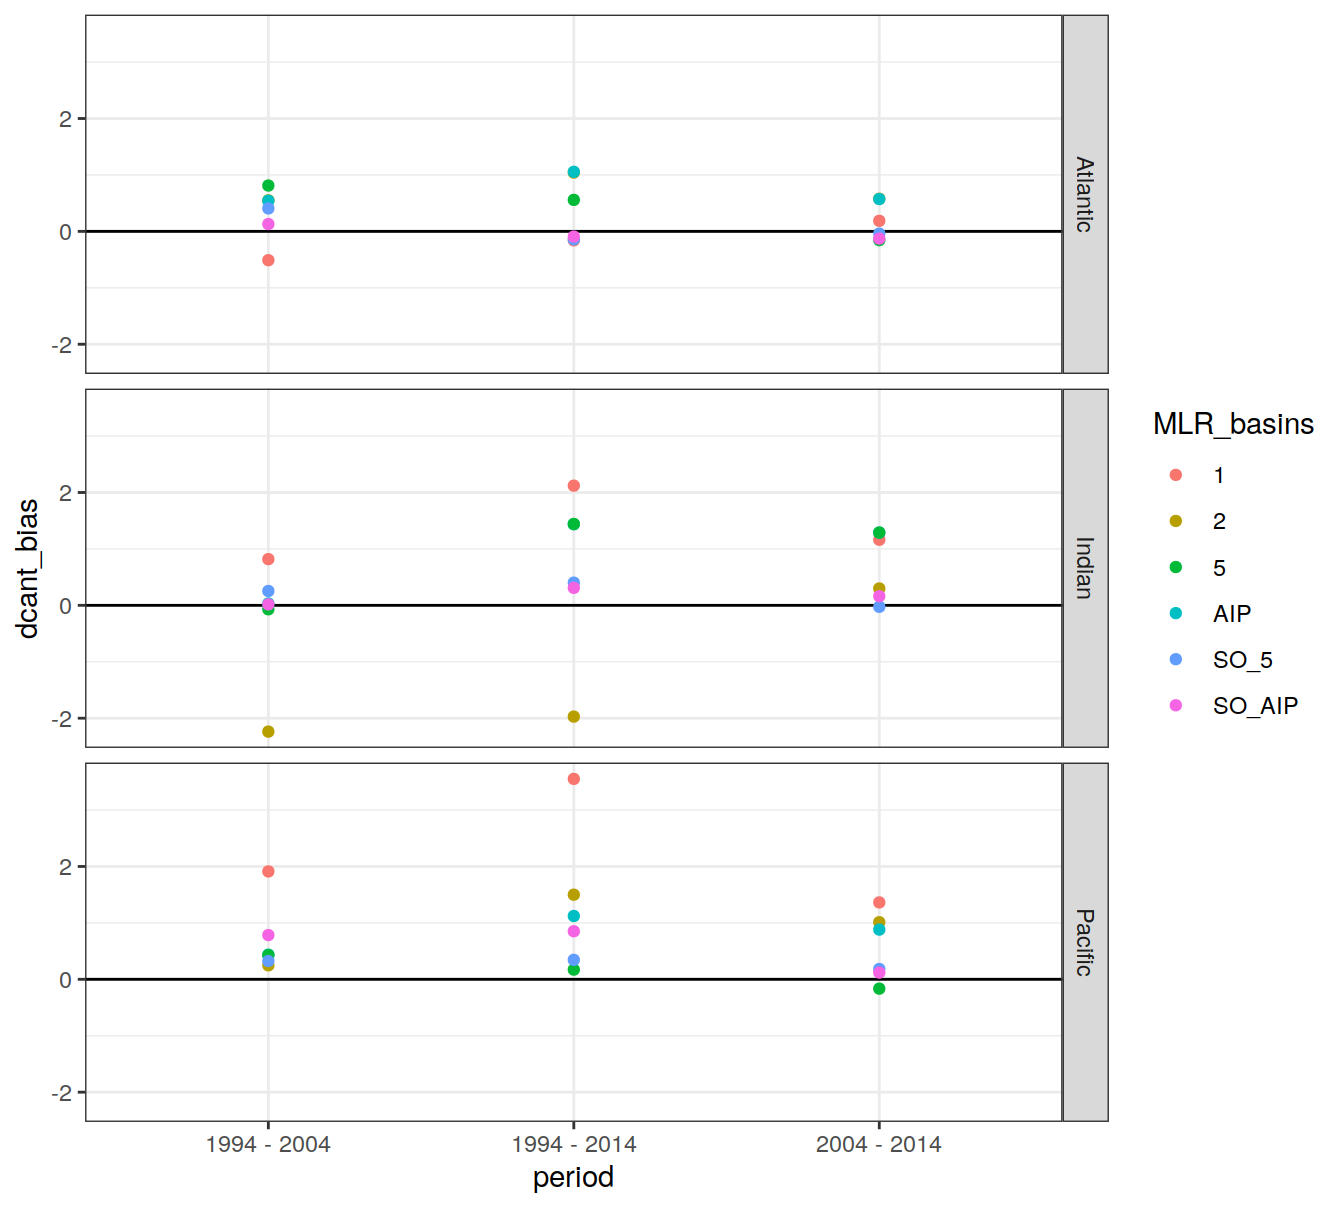 2
0
-2
Atlantic
2
0
-2
Indian
2
0
-2
Pacific
dcant_bias
1994 - 2004
1994 - 2014
2004 - 2014
period
MLR_basins
1
2
5
AIP
SO_5
SO_AIP